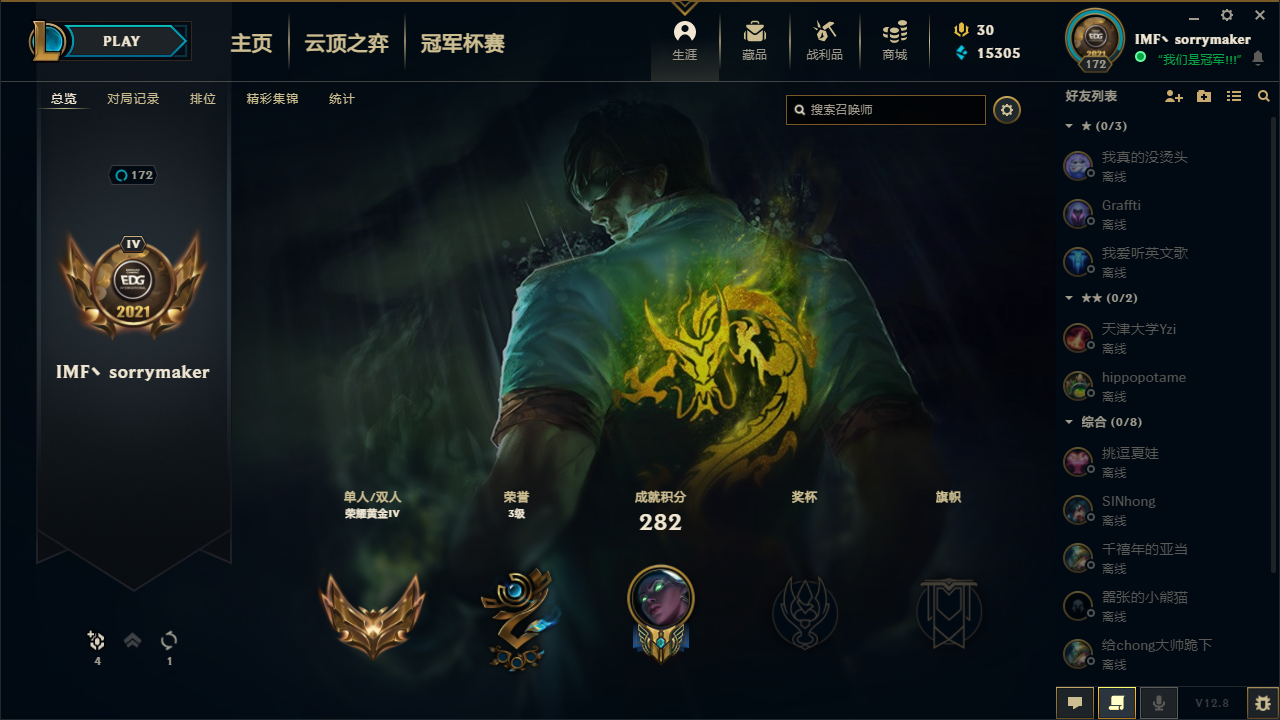 PLAY
主页
云顶之弈
冠军杯赛
生涯
藏品
战利品
商城
30
15305
172
IMF丶 sorrymaker
"我们是冠军!!!"
总览
对局记录
排位
精彩集锦
统计
搜索召唤师
好友列表
★ (0/3)
我真的没烫头
离线
Graffti
离线
我爱听英文歌
离线
★★ (0/2)
天津大学Yzi
离线
hippopotame
离线
综合 (0/8)
挑逗夏娃
离线
SINhong
离线
千禧年的亚当
离线
嚣张的小熊猫
离线
给chong大帅跪下
离线
172
IV
EDG
2021
IMF丶 sorrymaker
单人/双人
荣耀黄金IV
荣誉
3级
成就积分
282
奖杯
旗帜
4
1
V12.8